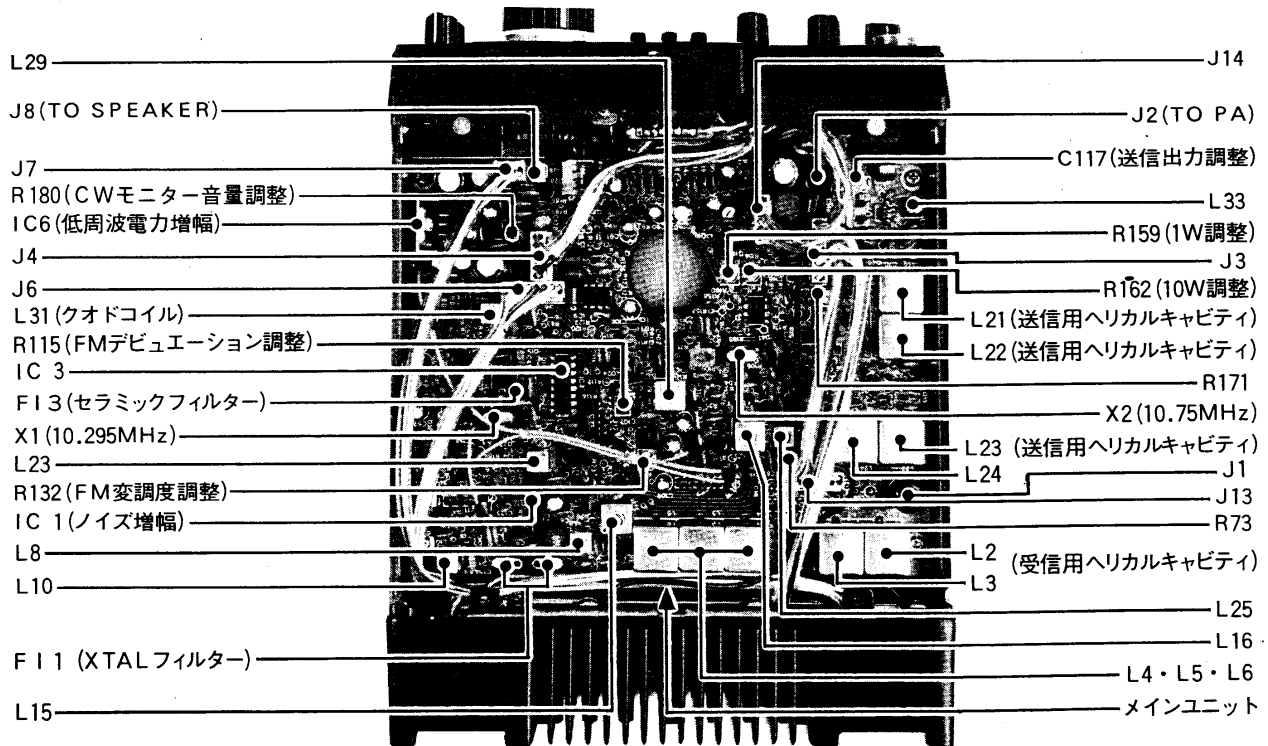 L29
J8(TO SPEAKER)
J7
R180(CWモニター音量調整)
IC6(低周波電力増幅)
J4
J6
L31(クオドコイル)
R115(FMデビュエーション調整)
IC 3
FI3(セラミックフィルター)
X1(10.295MHz)
L23
R132(FM変調度調整)
IC 1(ノイズ増幅)
L8
L10
FI1 (XTALフィルター)
L15
J14
J2(TO PA)
C117(送信出力調整)
L33
R159(1W調整)
J3
R162(10W調整)
L21(送信用ヘリカルキャビティ)
L22(送信用ヘリカルキャビティ)
R171
X2(10.75MHz)
L23 (送信用ヘリカルキャビティ)
L24
J1
J13
R73
L2 (受信用ヘリカルキャビティ)
L3
L25
L16
L4・L5・L6
メインユニット